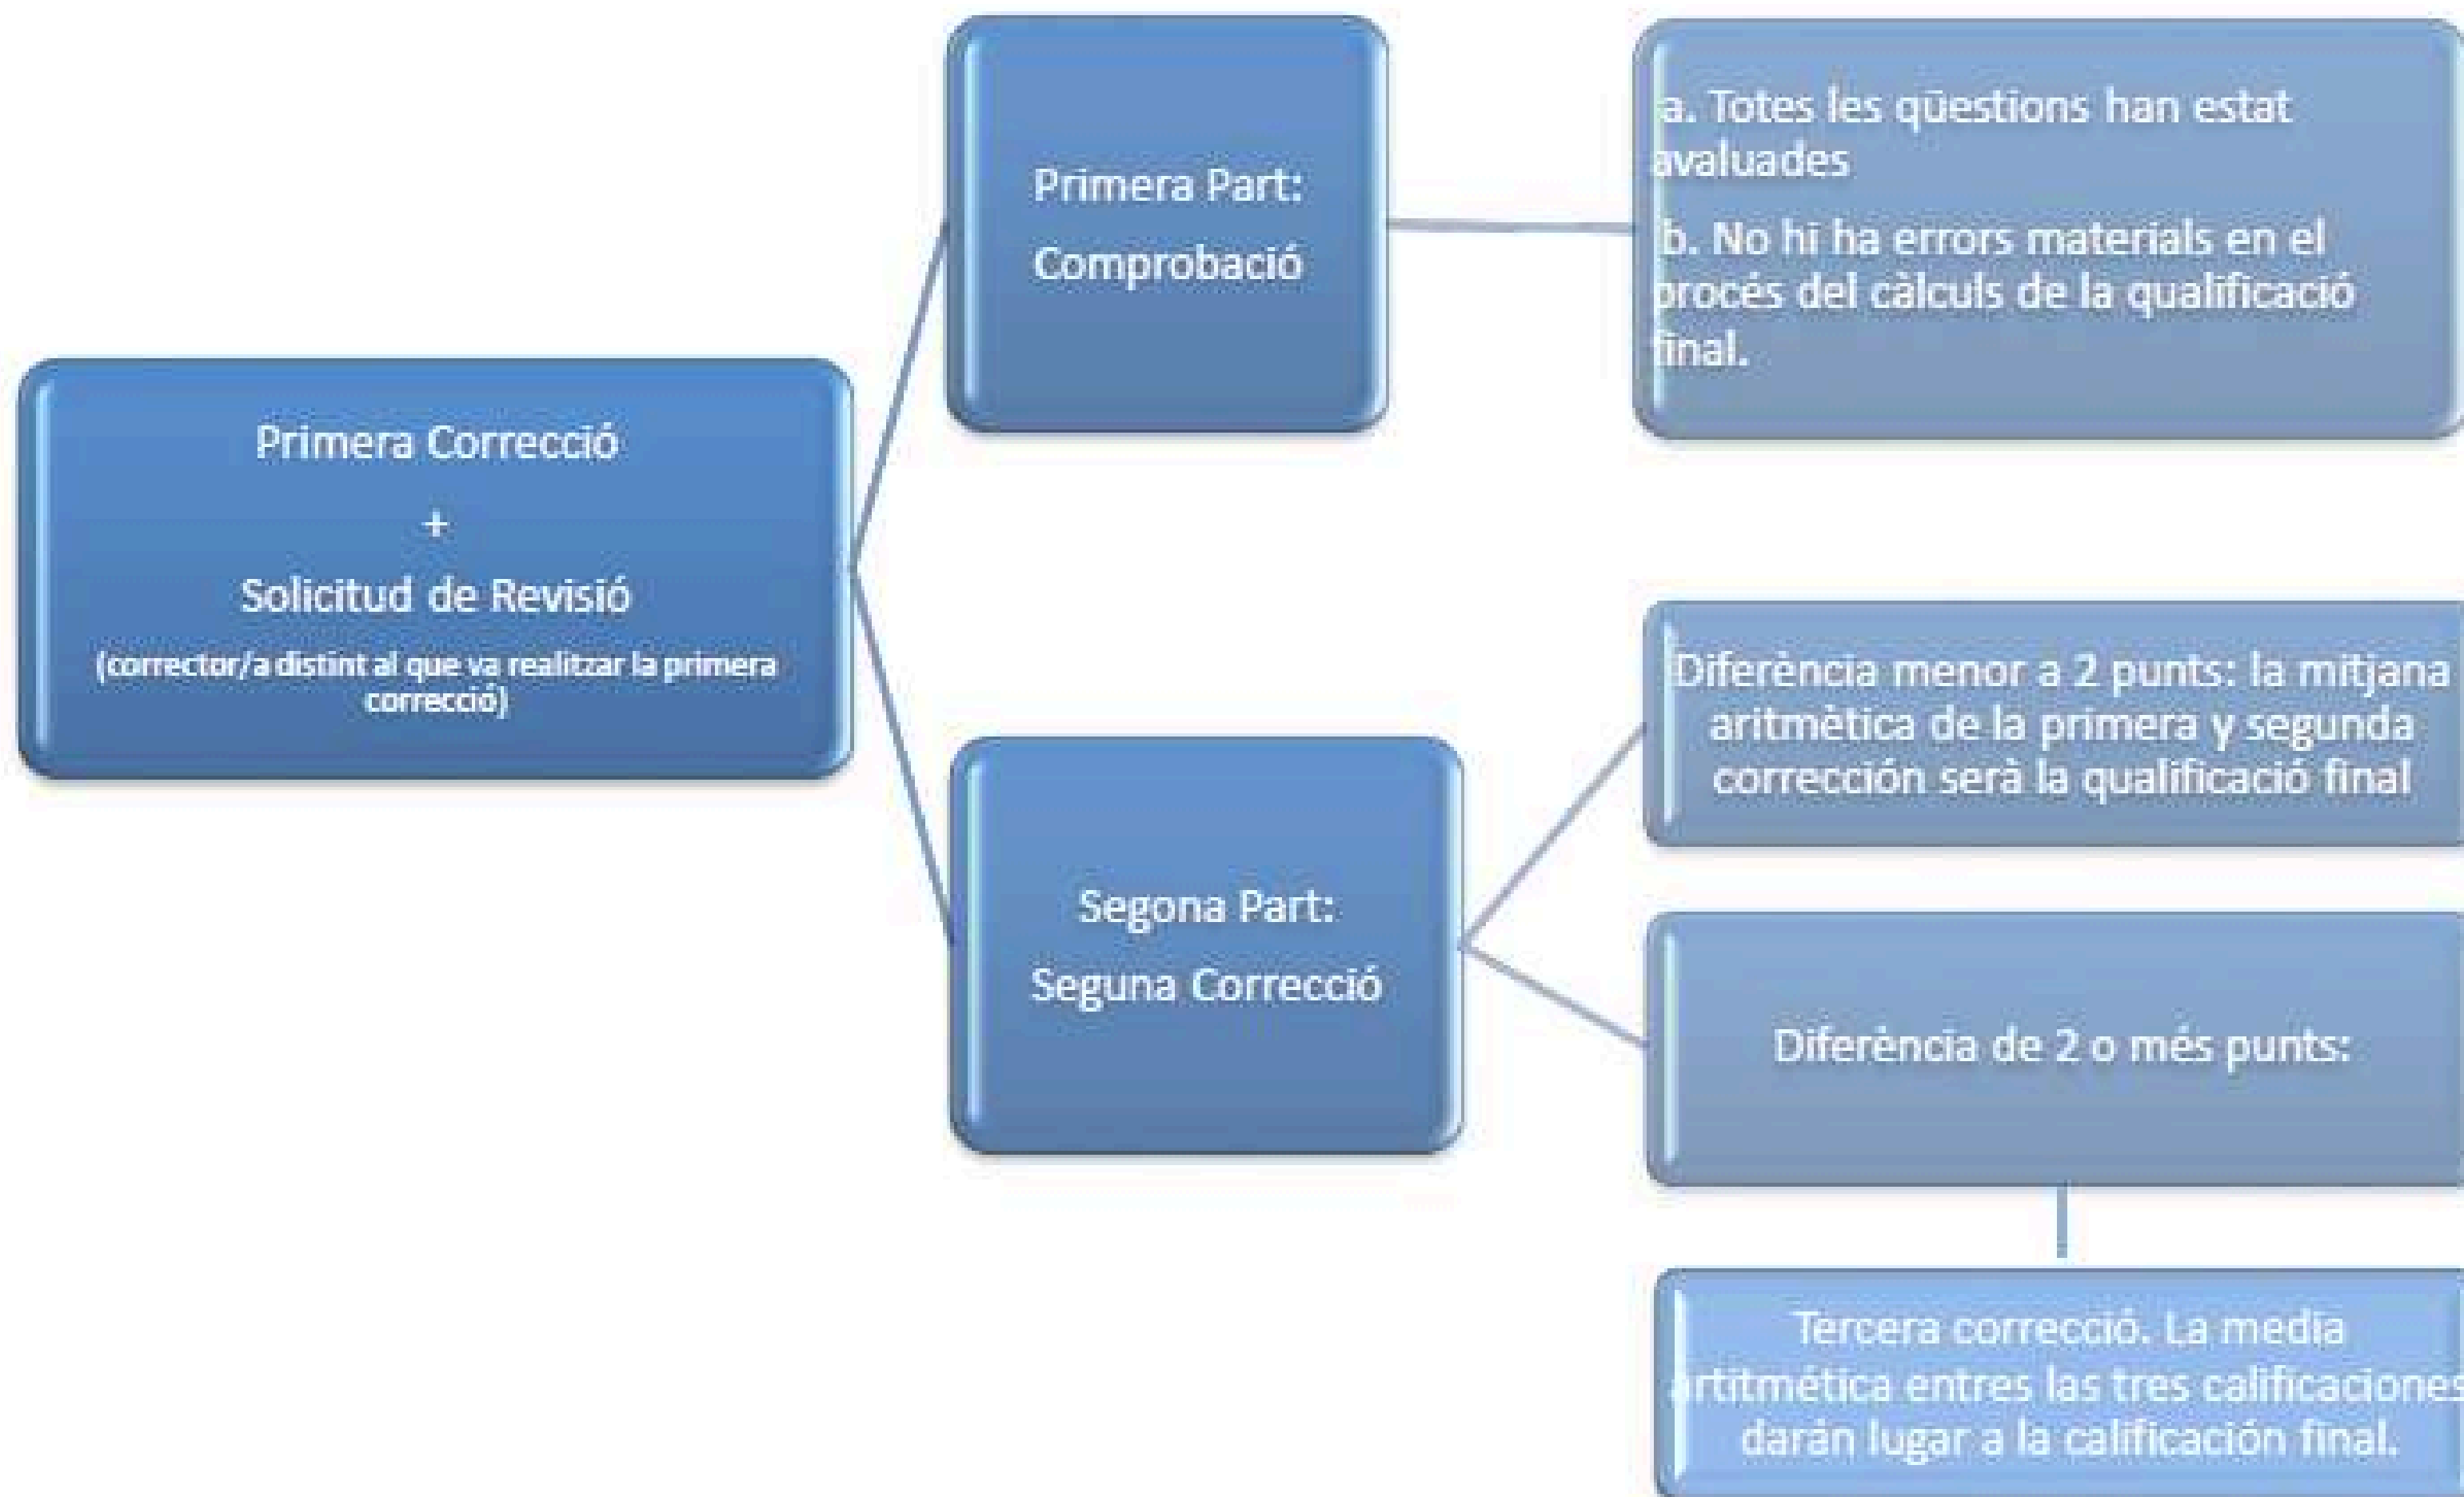 Primera Correcció
+
Solicitud de Revisió
(corrector/a distint al que va realitzar la primera
correcció)
Primera Part:
Comprobació
a. Totes les qüestions han estat
avaluades
b. No hi ha errors materials en el
procés del càlculs de la qualificació
final.
Segona Part:
Seguna Correcció
Diferència menor a 2 punts: la mitjana
aritmètica de la primera y segunda
corrección serà la qualificació final
Diferència de 2 o més punts:
Tercera correcció. La media
artitmética entres las tres calificaciones
darán lugar a la calificación final.